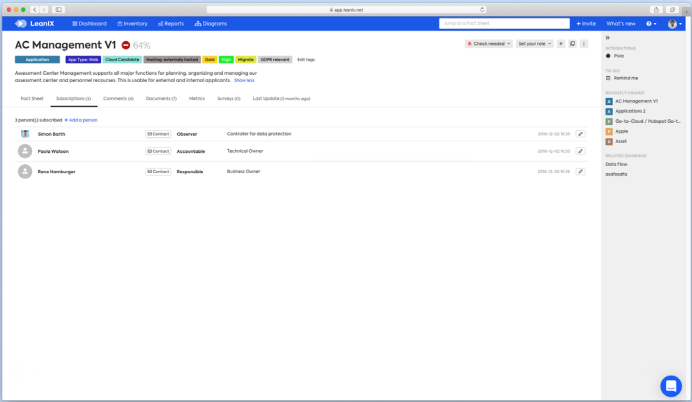 app.leanix.net
LeanIX Dashboard Inventory Reports Diagrams Jump to a Fact Sheet + Invite What's new
AC Management V1 64% Check needed Set your role
Application App Type: Web Cloud Candidate Hosting: externally hosted Gold High Migrate GDPR relevant Edit tags
Assessment Center Management supports all major functions for planning, organizing and managing our
assessment center and personnel recourses. This is usable for external and internal applicants. Show less
Fact Sheet Subscriptions (3) Comments (4) Documents (7) Metrics Surveys (0) Last Update (5 months ago)
3 person(s) subscribed + Add a person
Simon Barth Contact Observer Controller for data protection
Paula Watson Contact Accountable Technical Owner
Rene Hamburger Contact Responsible Business Owner
INTEGRATIONS
Pivio
TO-DO
Remind me
RECENTLY VIEWED
A AC Management V1
A Applications 2
Go-to-Cloud / Hubspot Go-t...
Apple
Asset
RELATED DIAGRAMS
Data Flow
asdfasdfa